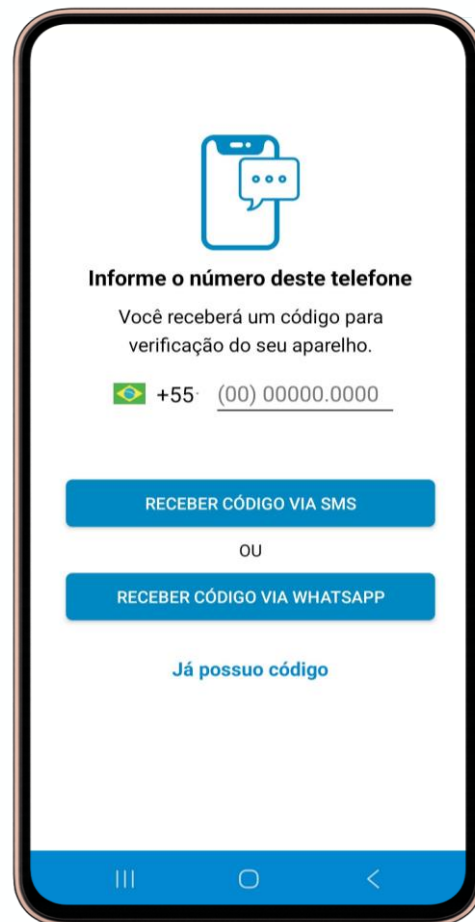 Informe o número deste telefone
Você receberá um código para
verificação do seu aparelho.
+55 (00) 00000.0000
RECEBER CÓDIGO VIA SMS
OU
RECEBER CÓDIGO VIA WHATSAPP
Já possuo código